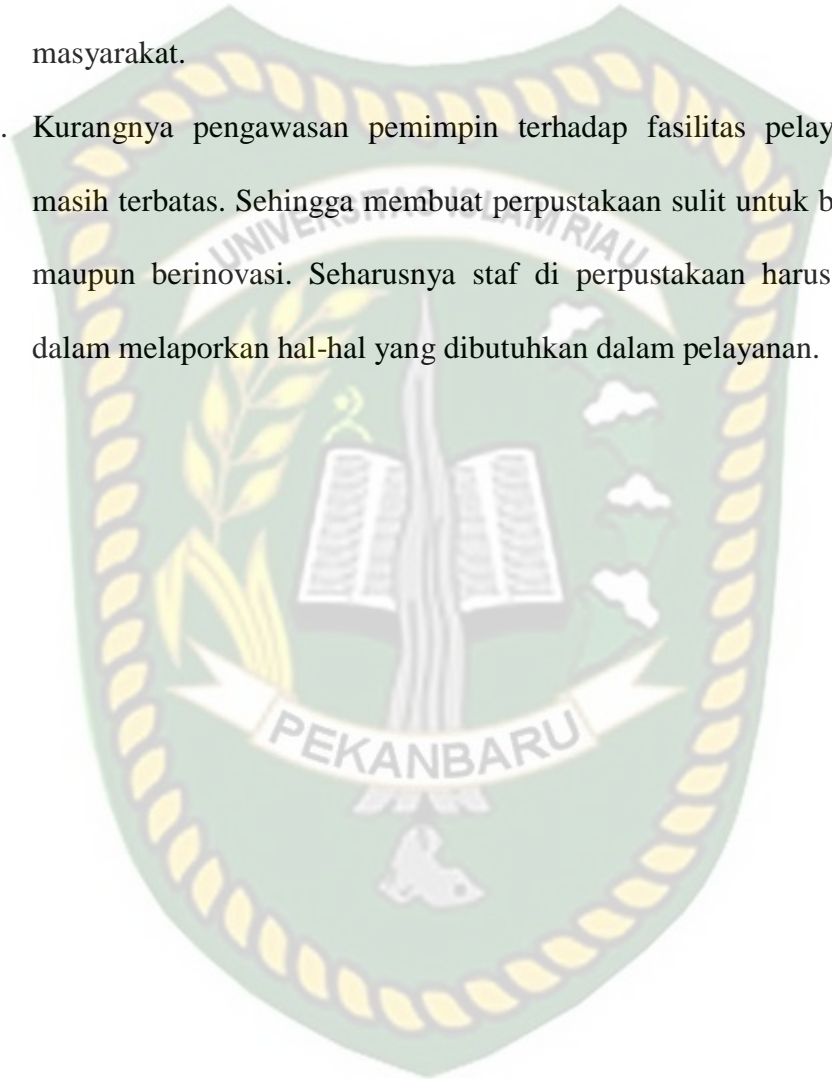 masyarakat.
. Kurangnya pengawasan pemimpin terhadap fasilitas pelay
masih terbatas. Sehingga membuat perpustakaan sulit untuk b
UNIVERSITAS ISLAM RIAU
maupun berinovasi. Seharusnya staf di perpustakaan harus
dalam melaporkan hal-hal yang dibutuhkan dalam pelayanan.
PEKANBARU